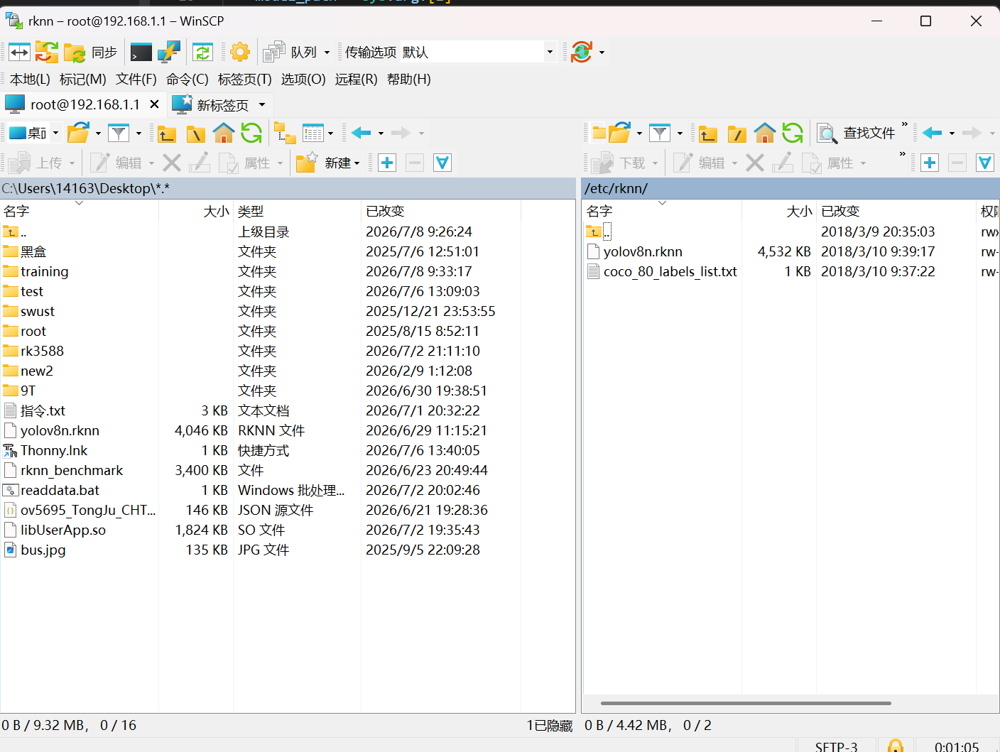 rknn – root@192.168.1.1 – WinSCP
同步
队列
传输选项 默认
本地(L) 标记(M) 文件(F) 命令(C) 标签页(T) 选项(O) 远程(R) 帮助(H)
root@192.168.1.1
新标签页
查找文件
上传 编辑 属性 新建
下载 编辑 属性
C:\Users\14163\Desktop\*.*
名字 大小 类型 已改变
.. 上级目录 2026/7/8 9:26:24
黑盒 文件夹 2025/7/6 12:51:01
training 文件夹 2026/7/8 9:33:17
test 文件夹 2026/7/6 13:09:03
swust 文件夹 2025/12/21 23:53:55
root 文件夹 2025/8/15 8:52:11
rk3588 文件夹 2026/7/2 21:11:10
new2 文件夹 2026/2/9 1:12:08
9T 文件夹 2026/6/30 19:38:51
指令.txt 3 KB 文本文档 2026/7/1 20:32:22
yolov8n.rknn 4,046 KB RKNN 文件 2026/6/29 11:15:21
Thonny.lnk 1 KB 快捷方式 2026/7/6 13:40:05
rknn_benchmark 3,400 KB 文件 2026/6/23 20:49:44
readdata.bat 1 KB Windows 批处理... 2026/7/2 20:02:46
ov5695_TongJu_CHT... 146 KB JSON 源文件 2026/6/21 19:28:36
libUserApp.so 1,824 KB SO 文件 2026/7/2 19:35:43
bus.jpg 135 KB JPG 文件 2025/9/5 22:09:28
0 B / 9.32 MB， 0 / 16
1已隐藏
/etc/rknn/
名字 大小 已改变
.. 2018/3/9 20:35:03 rw
yolov8n.rknn 4,532 KB 2018/3/10 9:39:17 rw-
coco_80_labels_list.txt 1 KB 2018/3/10 9:37:22 rw-
0 B / 4.42 MB， 0 / 2
SFTP-3
0:01:05